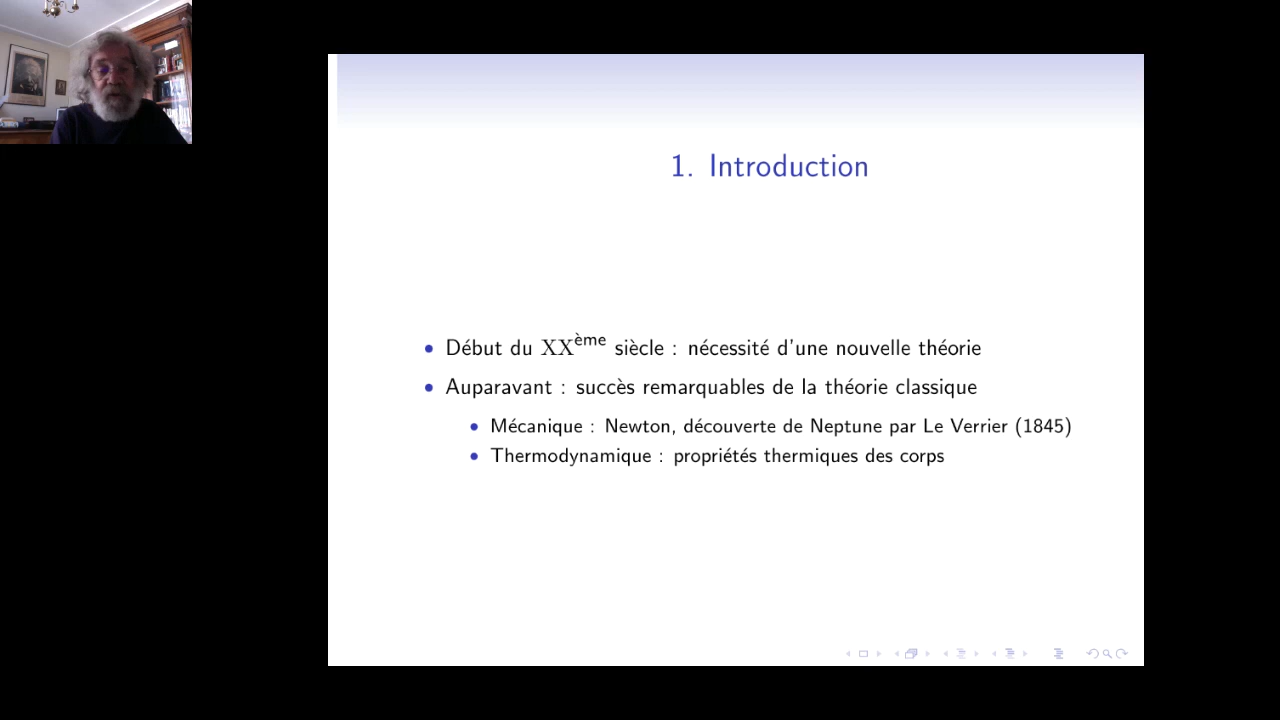 1. Introduction
• Début du XXème siècle : nécessité d'une nouvelle théorie
• Auparavant : succès remarquables de la théorie classique
• Mécanique : Newton, découverte de Neptune par Le Verrier (1845)
• Thermodynamique : propriétés thermiques des corps